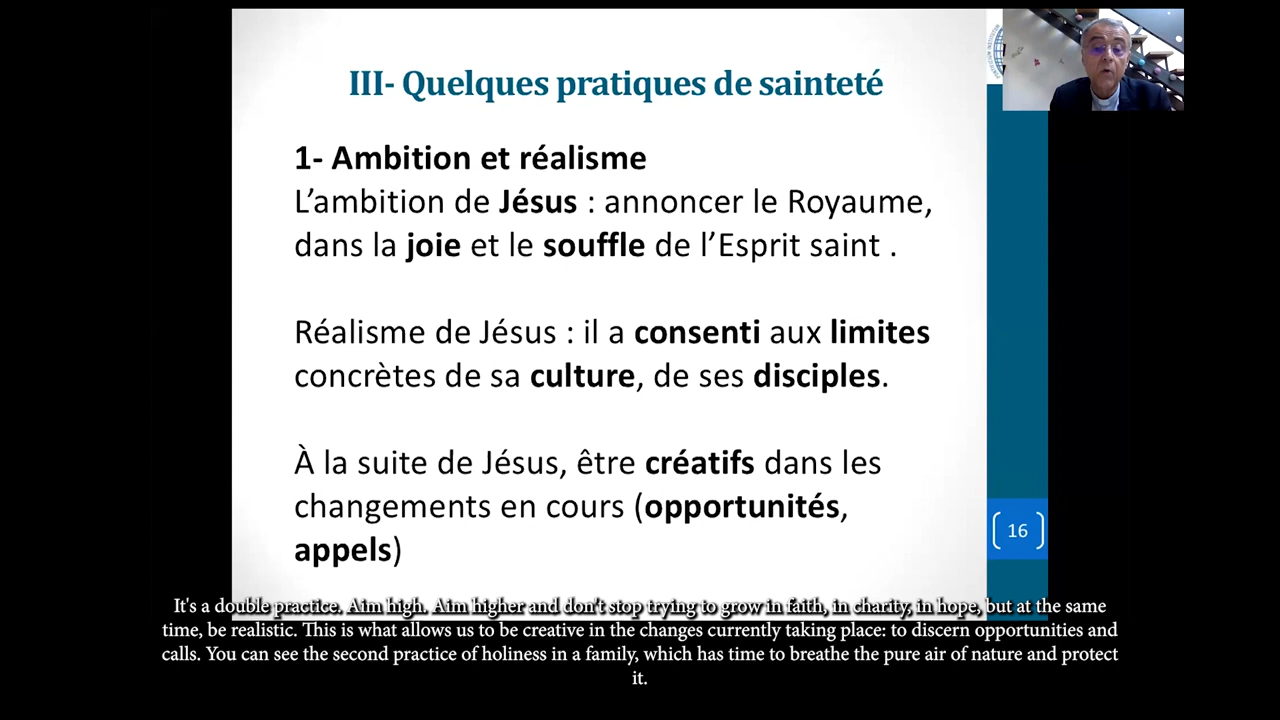 III- Quelques pratiques de sainteté
1- Ambition et réalisme
L’ambition de Jésus : annoncer le Royaume,
dans la joie et le souffle de l’Esprit saint .
Réalisme de Jésus : il a consenti aux limites
concrètes de sa culture, de ses disciples.
À la suite de Jésus, être créatifs dans les
changements en cours (opportunités,
appels)
16
It's a double practice. Aim high. Aim higher and don't stop trying to grow in faith, in charity, in hope, but at the same
time, be realistic. This is what allows us to be creative in the changes currently taking place: to discern opportunities and
calls. You can see the second practice of holiness in a family, which has time to breathe the pure air of nature and protect
it.